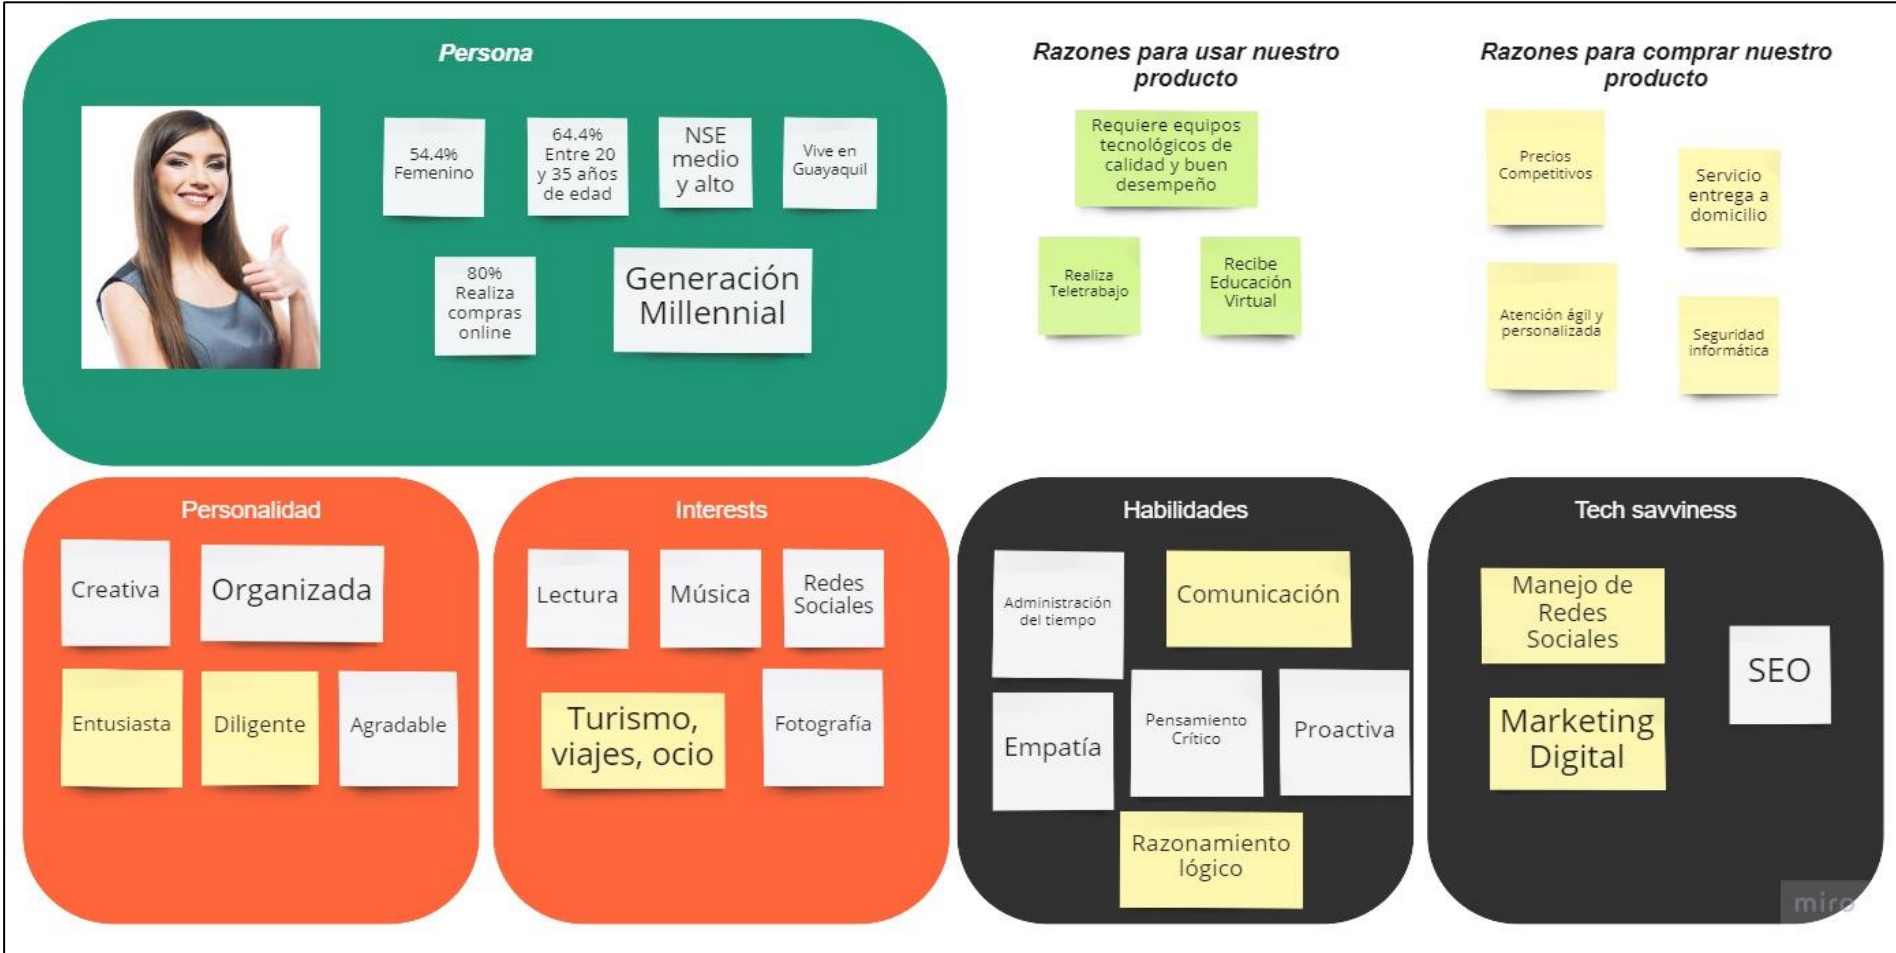 Persona
54.4%
Femenino
64.4%
Entre 20
y 35 años
de edad
NSE
medio
y alto
Vive en
Guayaquil
80%
Realiza
compras
online
Generación
Millennial
Razones para usar nuestro
producto
Requiere equipos
tecnológicos de
calidad y buen
desempeño
Realiza
Teletrabajo
Recibe
Educación
Virtual
Razones para comprar nuestro
producto
Precios
Competitivos
Servicio
entrega a
domicilio
Atención ágil y
personalizada
Seguridad
informática
Personalidad
Creativa
Organizada
Entusiasta
Diligente
Agradable
Interests
Lectura
Música
Redes
Sociales
Turismo,
viajes, ocio
Fotografía
Habilidades
Administración
del tiempo
Comunicación
Empatía
Pensamiento
Crítico
Proactiva
Razonamiento
lógico
Tech savviness
Manejo de
Redes
Sociales
SEO
Marketing
Digital
miro